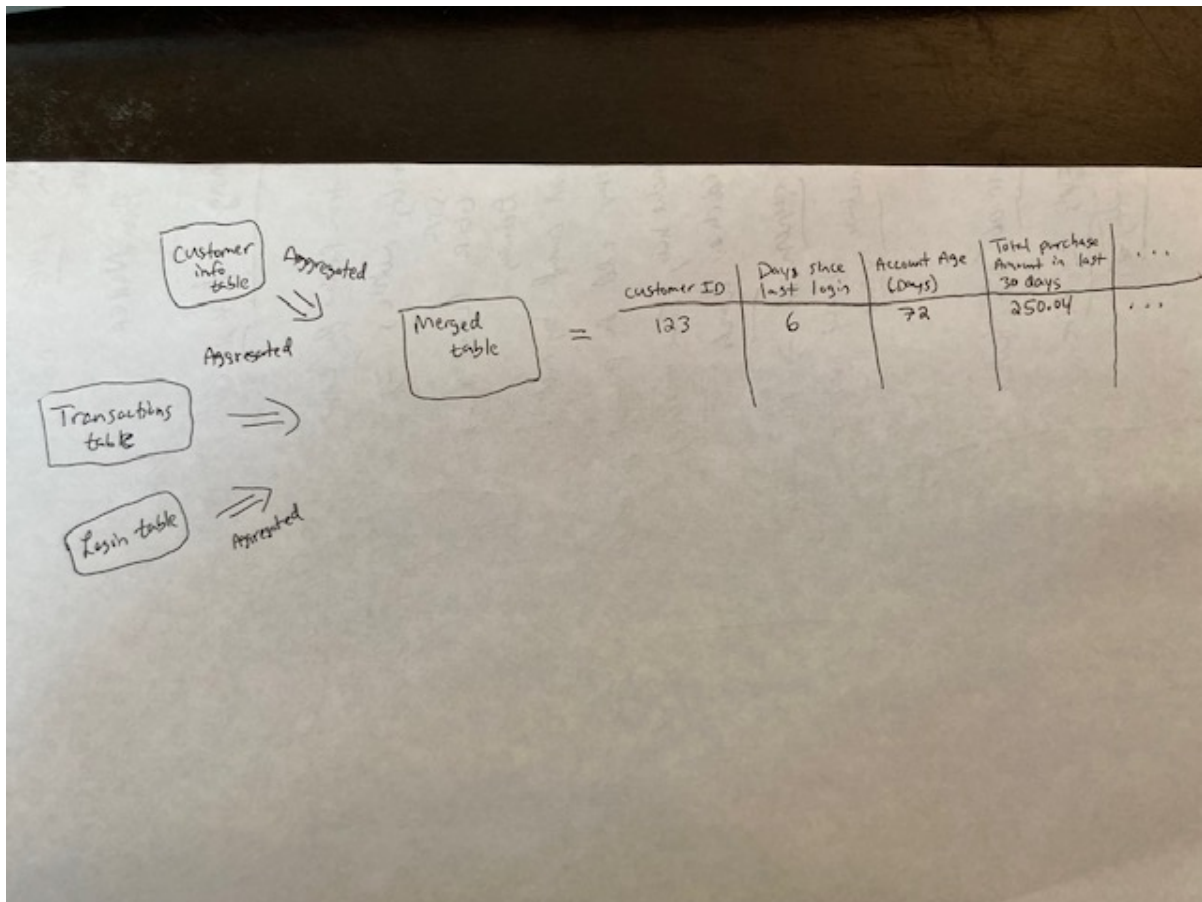 Customer
info
table
Aggregated
Aggregated
Transactions
table
Login table
Aggregated
Merged
table
=
Customer ID
Days since
last login
Account Age
(Days)
Total purchase
Amount in last
30 days
...
123
6
72
250.04
...